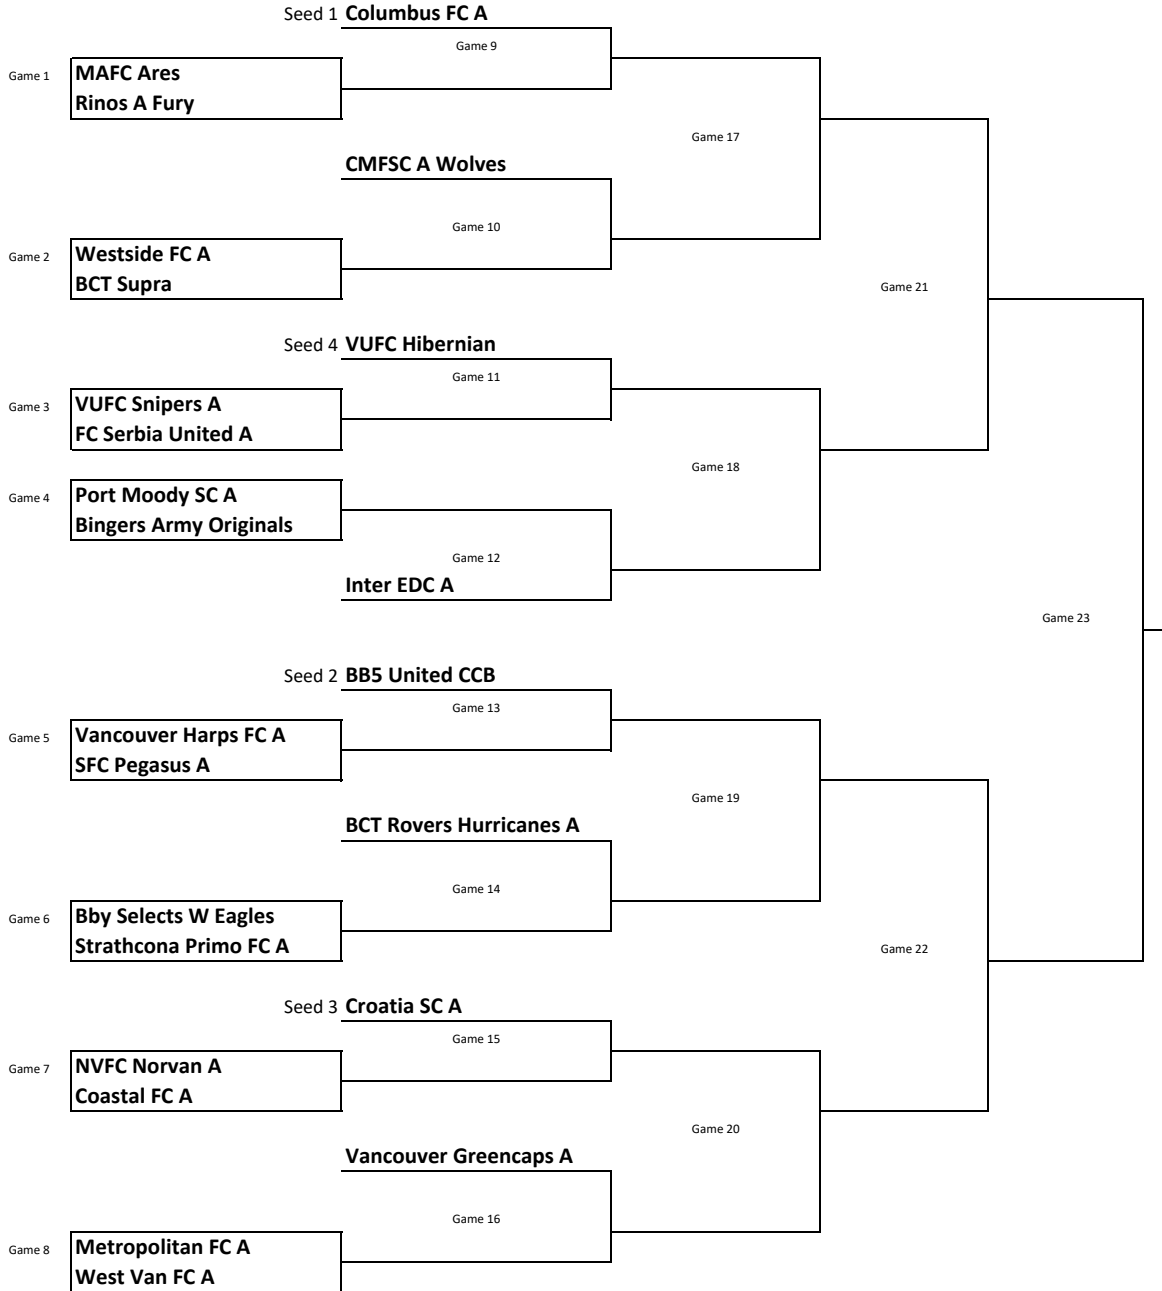 Seed 1 Columbus FC A
Game 9
Game 1 MAFC Ares
Rinos A Fury
Game 17
CMFSC A Wolves
Game 10
Game 2 Westside FC A
BCT Supra
Game 21
Seed 4 VUFC Hibernian
Game 11
Game 3 VUFC Snipers A
FC Serbia United A
Game 18
Game 4 Port Moody SC A
Bingers Army Originals
Game 12
Inter EDC A
Game 23
Seed 2 BB5 United CCB
Game 13
Game 5 Vancouver Harps FC A
SFC Pegasus A
Game 19
BCT Rovers Hurricanes A
Game 14
Game 6 Bby Selects W Eagles
Strathcona Primo FC A
Game 22
Seed 3 Croatia SC A
Game 15
Game 7 NVFC Norvan A
Coastal FC A
Game 20
Vancouver Greencaps A
Game 16
Game 8 Metropolitan FC A
West Van FC A